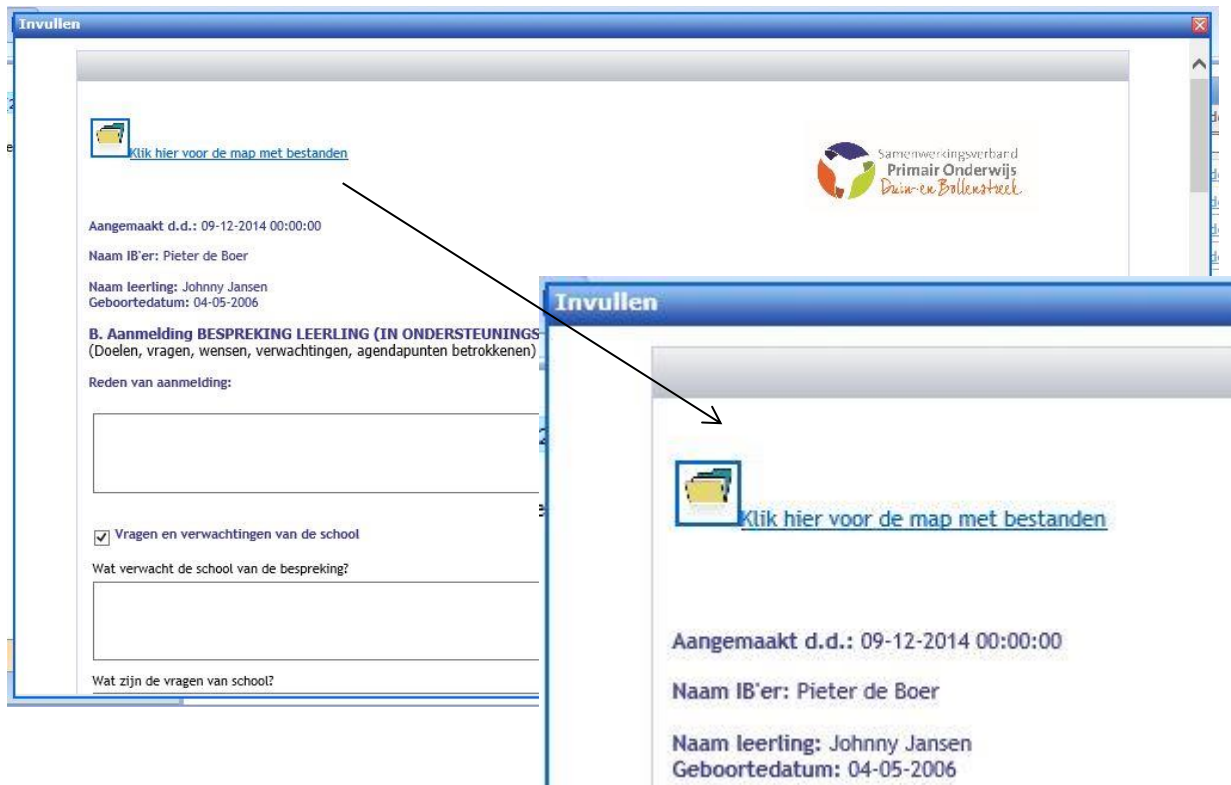 Invullen
Klik hier voor de map met bestanden
Samenwerkingsverband
Primair Onderwijs
Duin- en Bollenstreek
Aangemaakt d.d.: 09-12-2014 00:00:00
Naam IB'er: Pieter de Boer
Naam leerling: Johnny Jansen
Geboortedatum: 04-05-2006
B. Aanmelding BESPREKING LEERLING (IN ONDERSTEUNINGS
(Doelen, vragen, wensen, verwachtingen, agendapunten betrokkenen)
Reden van aanmelding:
Vragen en verwachtingen van de school
Wat verwacht de school van de bespreking?
Wat zijn de vragen van school?
Invullen
Klik hier voor de map met bestanden
Aangemaakt d.d.: 09-12-2014 00:00:00
Naam IB'er: Pieter de Boer
Naam leerling: Johnny Jansen
Geboortedatum: 04-05-2006